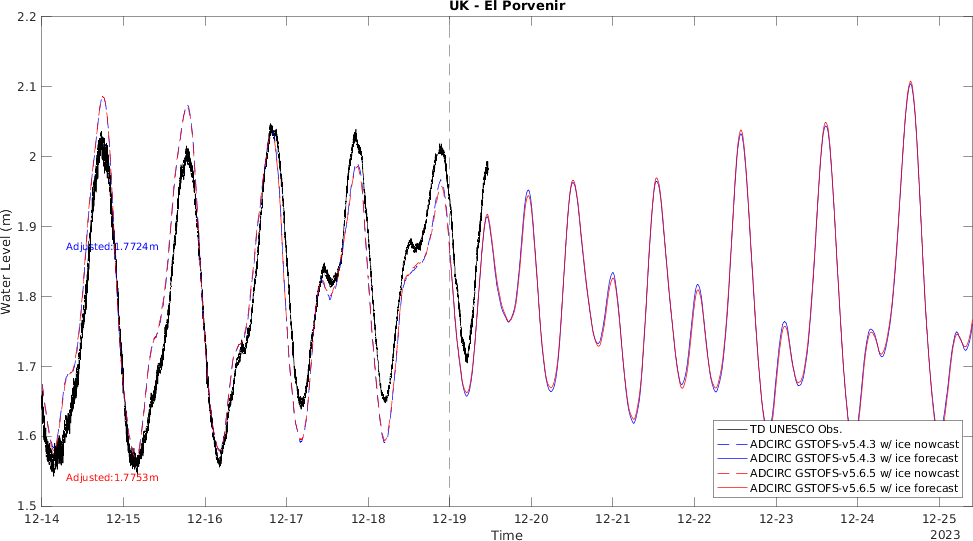 UK - El Porvenir
2.2
2.1
2
1.9
1.8
1.7
1.6
1.5
Water Level (m)
Adjusted:1.7724m
Adjusted:1.7753m
TD UNESCO Obs.
ADCIRC GSTOFS-v5.4.3 w/ ice nowcast
ADCIRC GSTOFS-v5.4.3 w/ ice forecast
ADCIRC GSTOFS-v5.6.5 w/ ice nowcast
ADCIRC GSTOFS-v5.6.5 w/ ice forecast
12-14 12-15 12-16 12-17 12-18 12-19 12-20 12-21 12-22 12-23 12-24 12-25
Time
2023